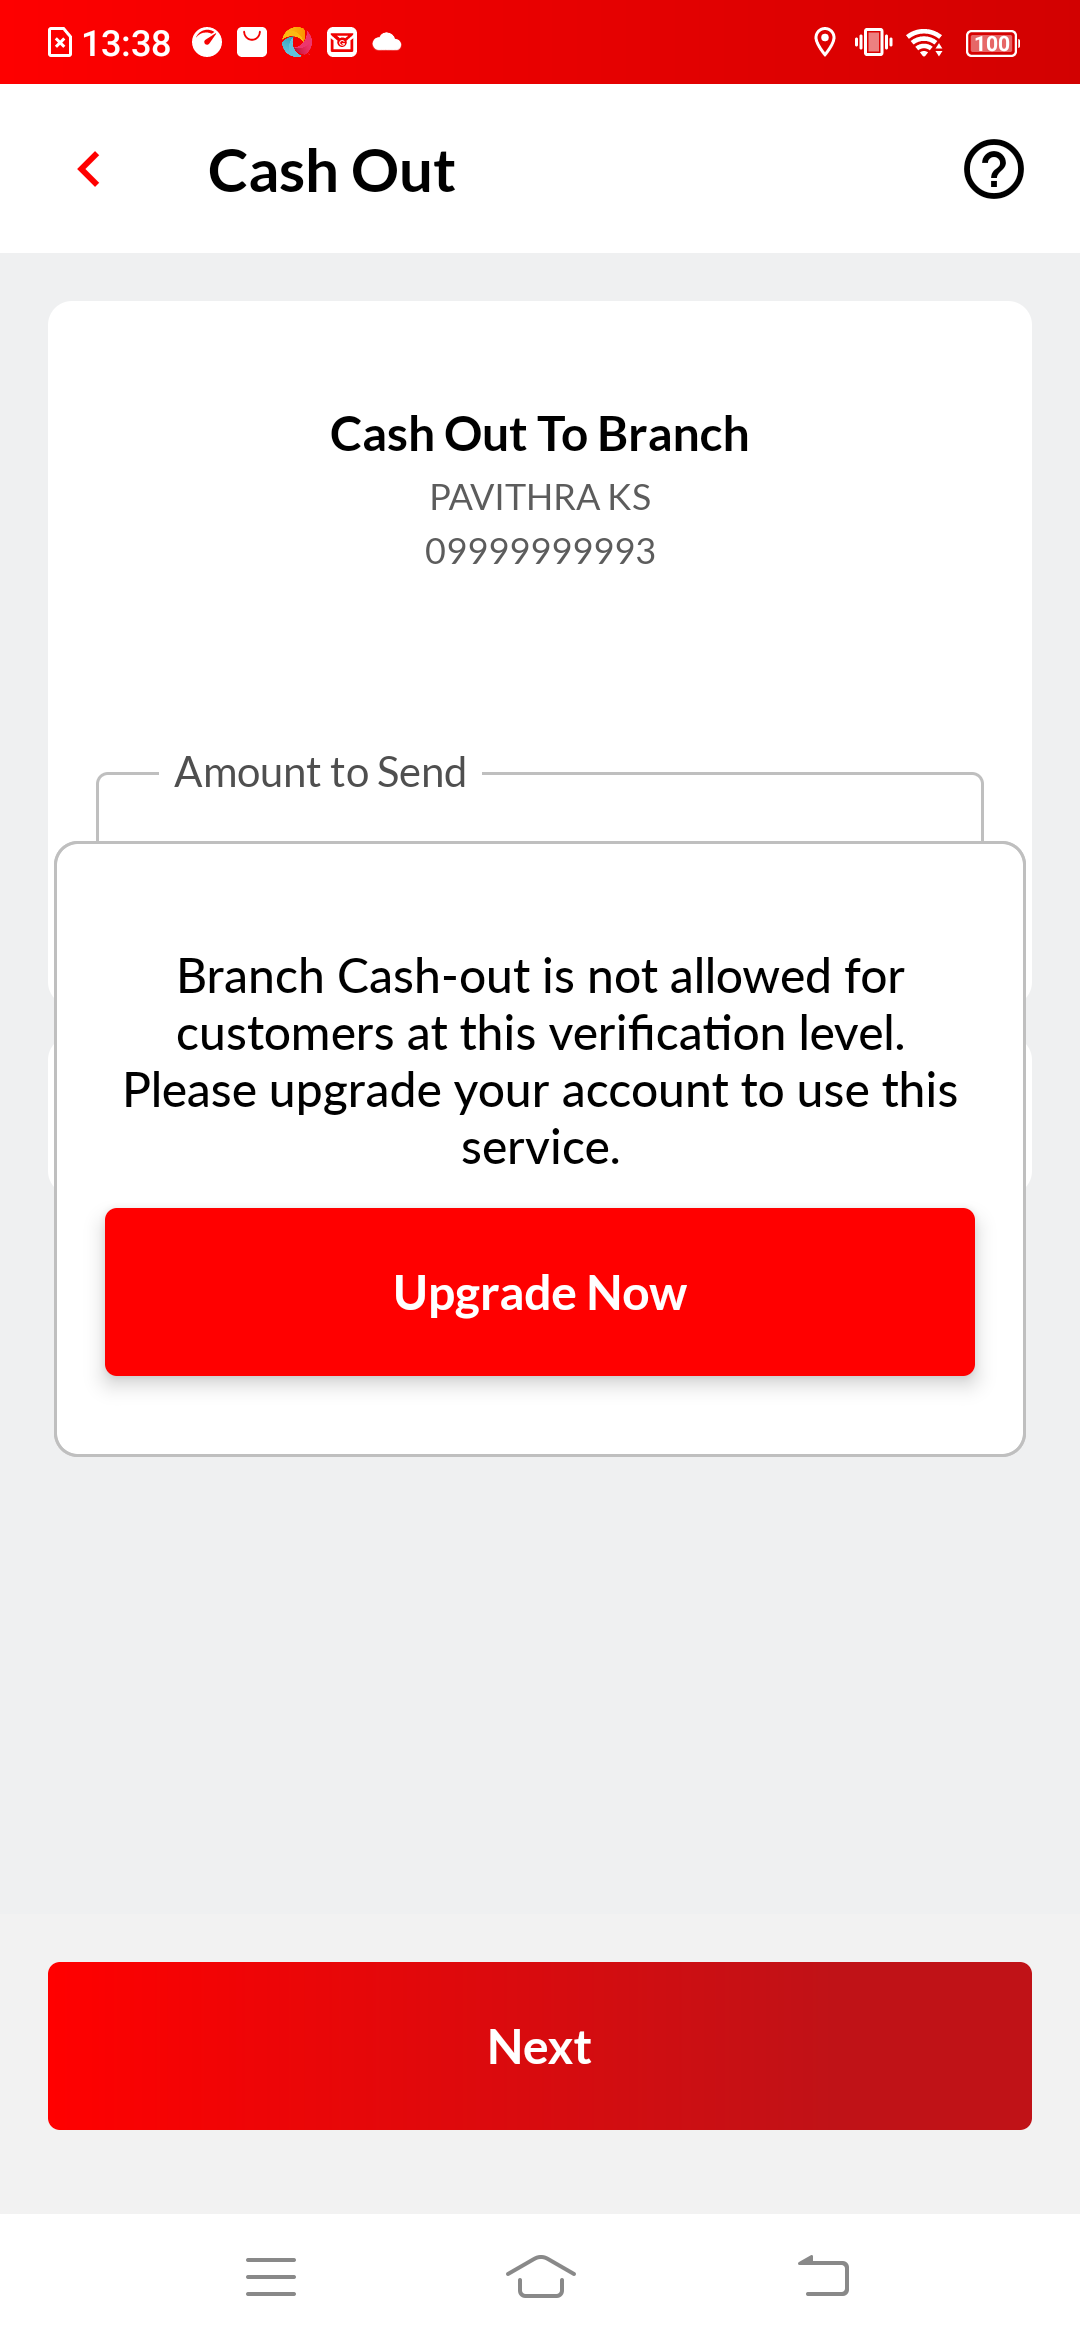 13:38
100
Cash Out
Cash Out To Branch
PAVITHRA KS
09999999993
Amount to Send
Branch Cash-out is not allowed for
customers at this verification level.
Please upgrade your account to use this
service.
Upgrade Now
Next